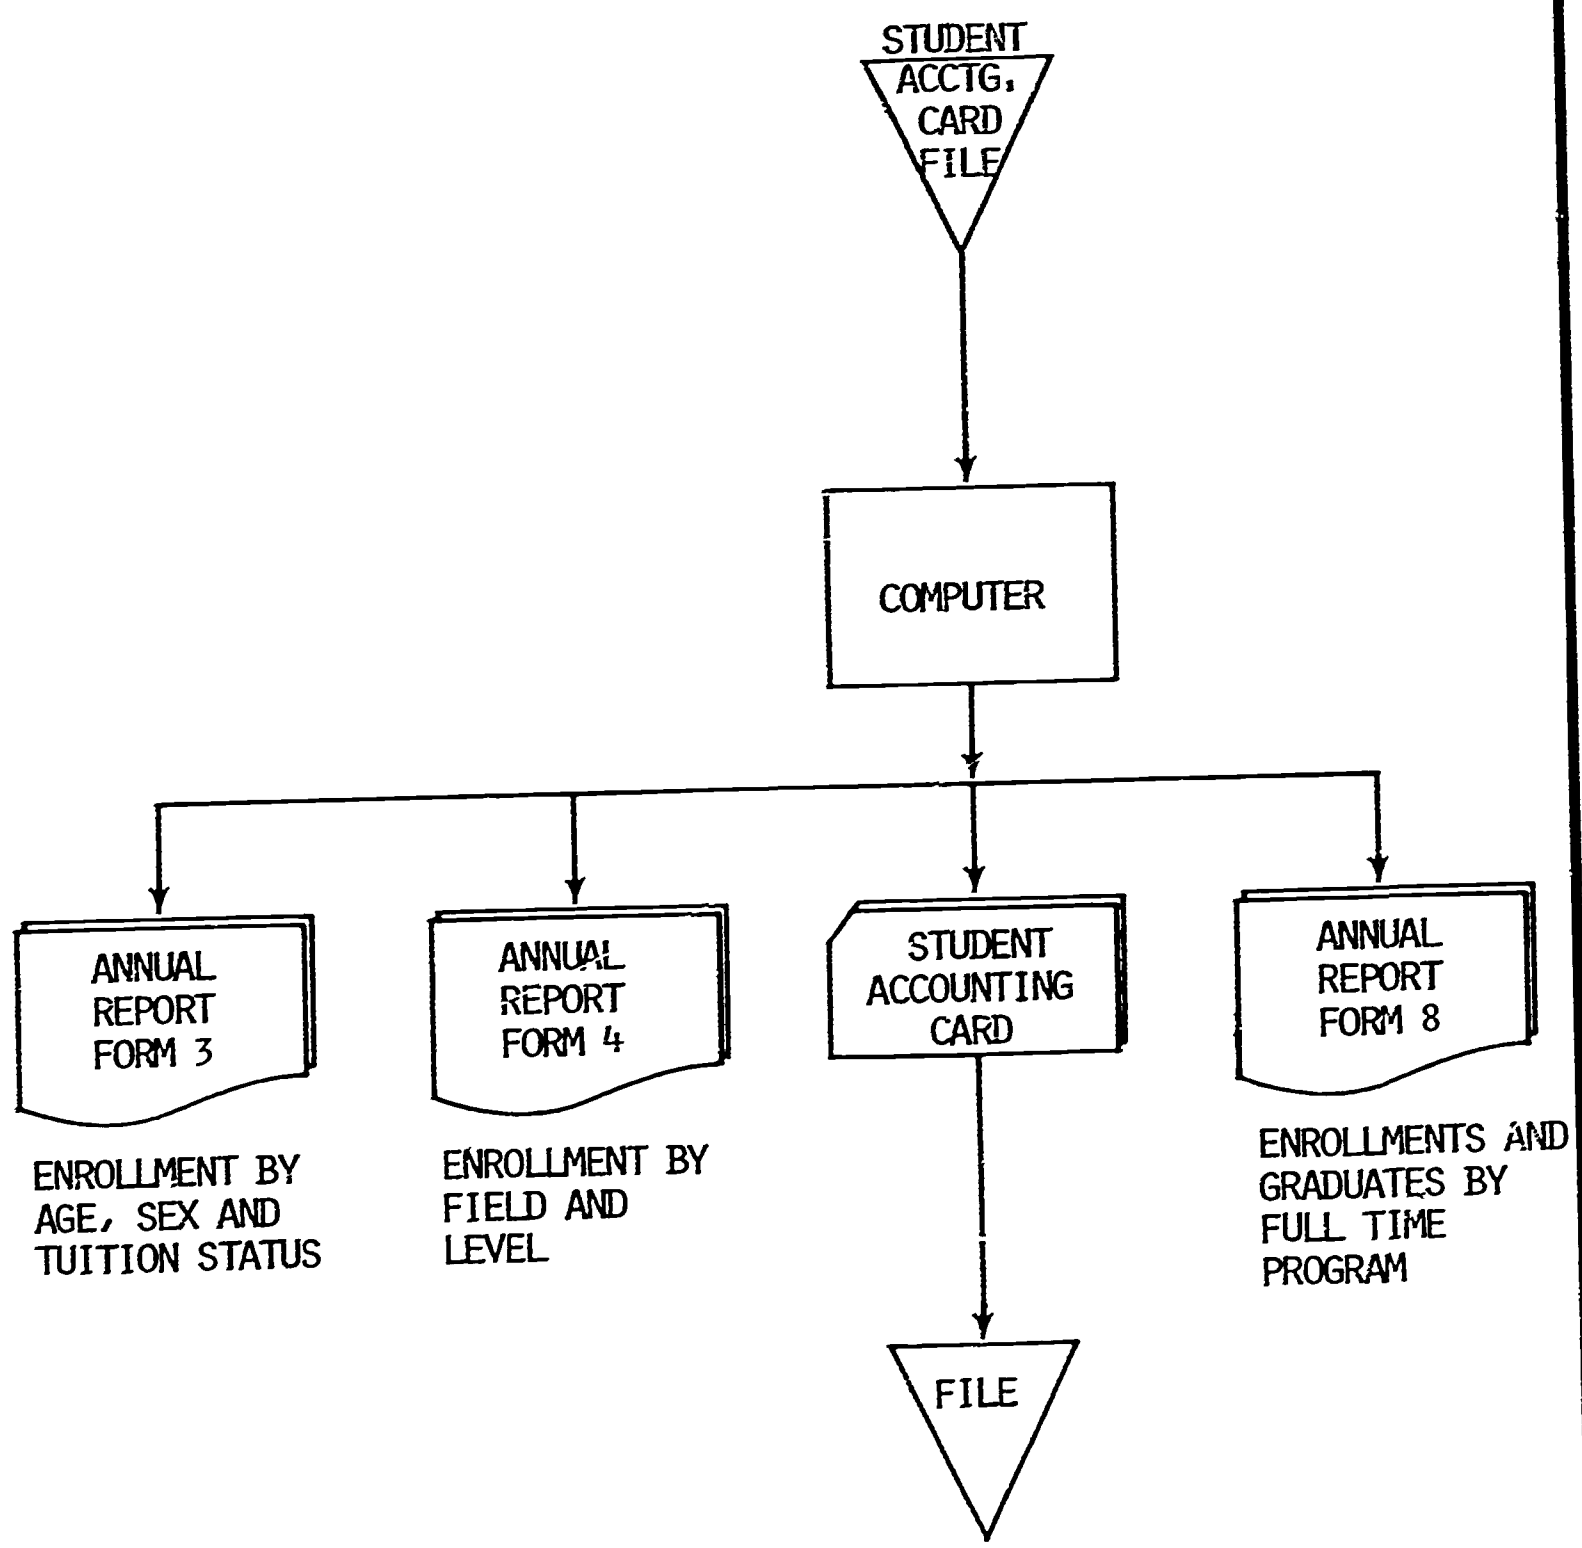 STUDENT
ACCTG.
CARD
FILE
COMPUTER
ANNUAL
REPORT
FORM 3
ENROLLMENT BY
AGE, SEX AND
TUITION STATUS
ANNUAL
REPORT
FORM 4
ENROLLMENT BY
FIELD AND
LEVEL
STUDENT
ACCOUNTING
CARD
FILE
ANNUAL
REPORT
FORM 8
ENROLLMENTS AND
GRADUATES BY
FULL TIME
PROGRAM